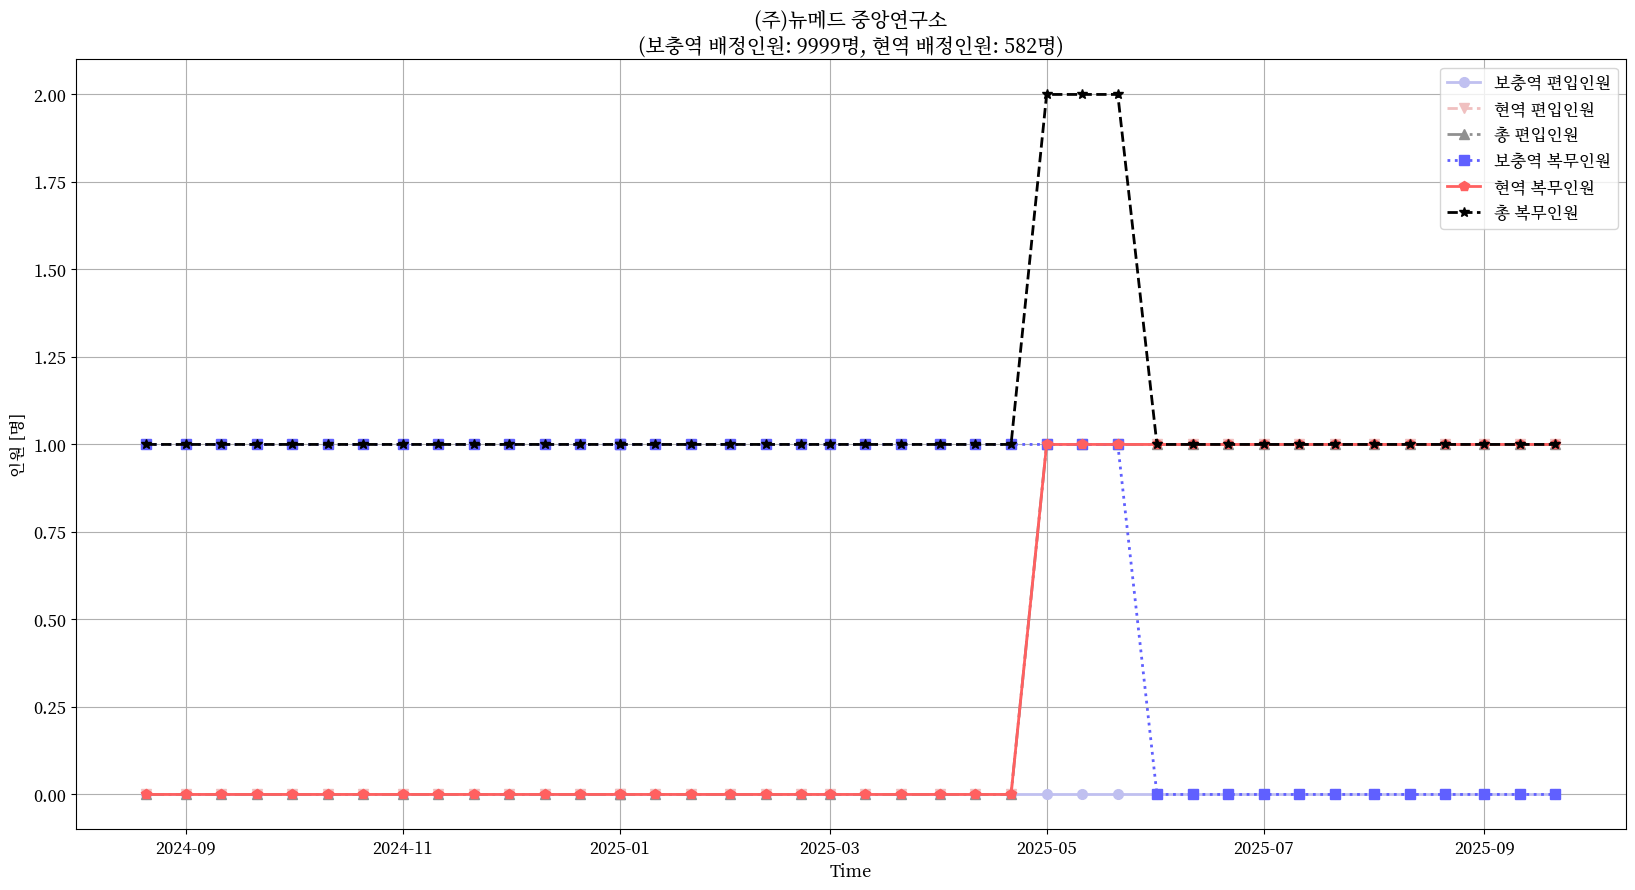 (주)뉴메드 중앙연구소
(보충역 배정인원: 9999명, 현역 배정인원: 582명)
보충역 편입인원
현역 편입인원
총 편입인원
보충역 복무인원
현역 복무인원
총 복무인원
인원 [명]
2.00
1.75
1.50
1.25
1.00
0.75
0.50
0.25
0.00
2024-09 2024-11 2025-01 2025-03 2025-05 2025-07 2025-09
Time